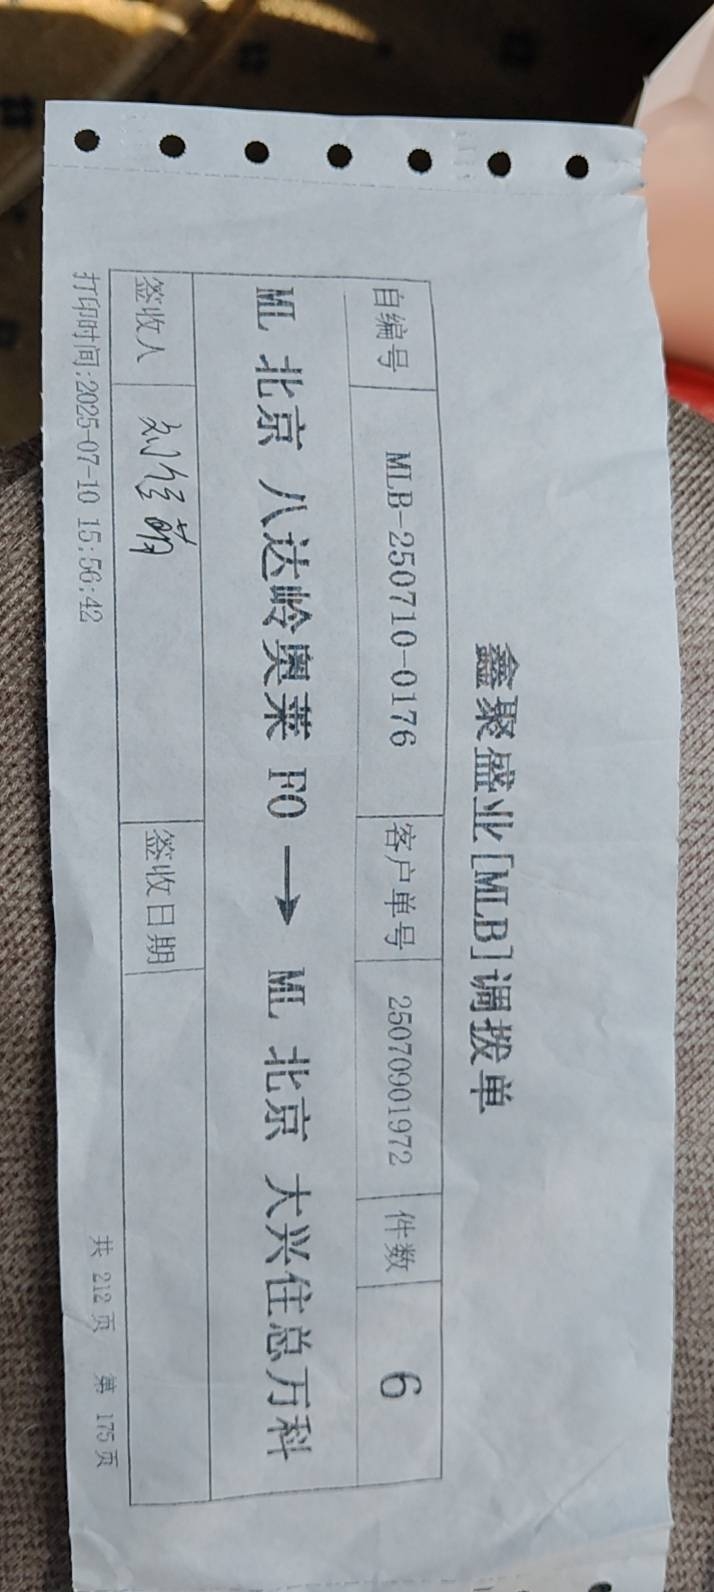 鑫聚盛业[MLB]调拨单
自编号 MLB-250710-0176 客户单号 25070901972 件数 6
ML 北京 八达岭奥莱 FO → ML 北京 大兴住总万科
签收人 刘 签收日期
打印时间:2025-07-10 15:56:42 共 212 页 第 175 页